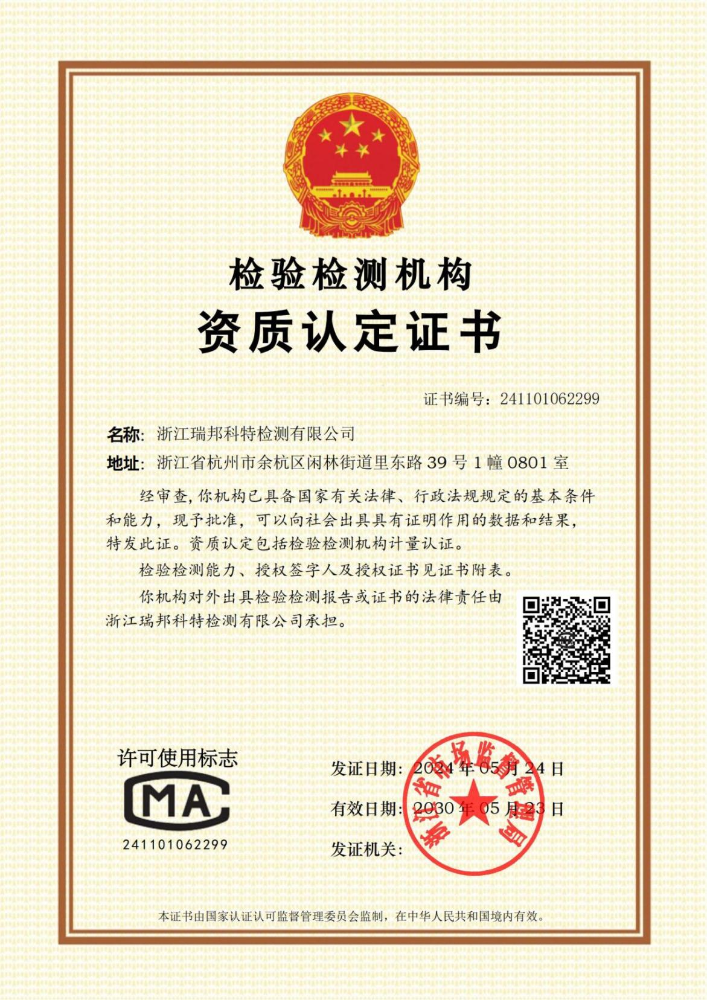 检验检测机构
资质认定证书
证书编号：241101062299
名称：浙江瑞邦科特检测有限公司
地址：浙江省杭州市余杭区闲林街道里东路 39 号 1 幢 0801 室
经审查,你机构已具备国家有关法律、行政法规规定的基本条件
和能力，现予批准，可以向社会出具具有证明作用的数据和结果，
特发此证。资质认定包括检验检测机构计量认证。
检验检测能力、授权签字人及授权证书见证书附表。
你机构对外出具检验检测报告或证书的法律责任由
浙江瑞邦科特检测有限公司承担。
许可使用标志
MA
241101062299
发证日期：2024 年 05 月 24 日
有效日期：2030 年 05 月 23 日
发证机关：
浙江省市场监督管理局
本证书由国家认证认可监督管理委员会监制，在中华人民共和国境内有效。